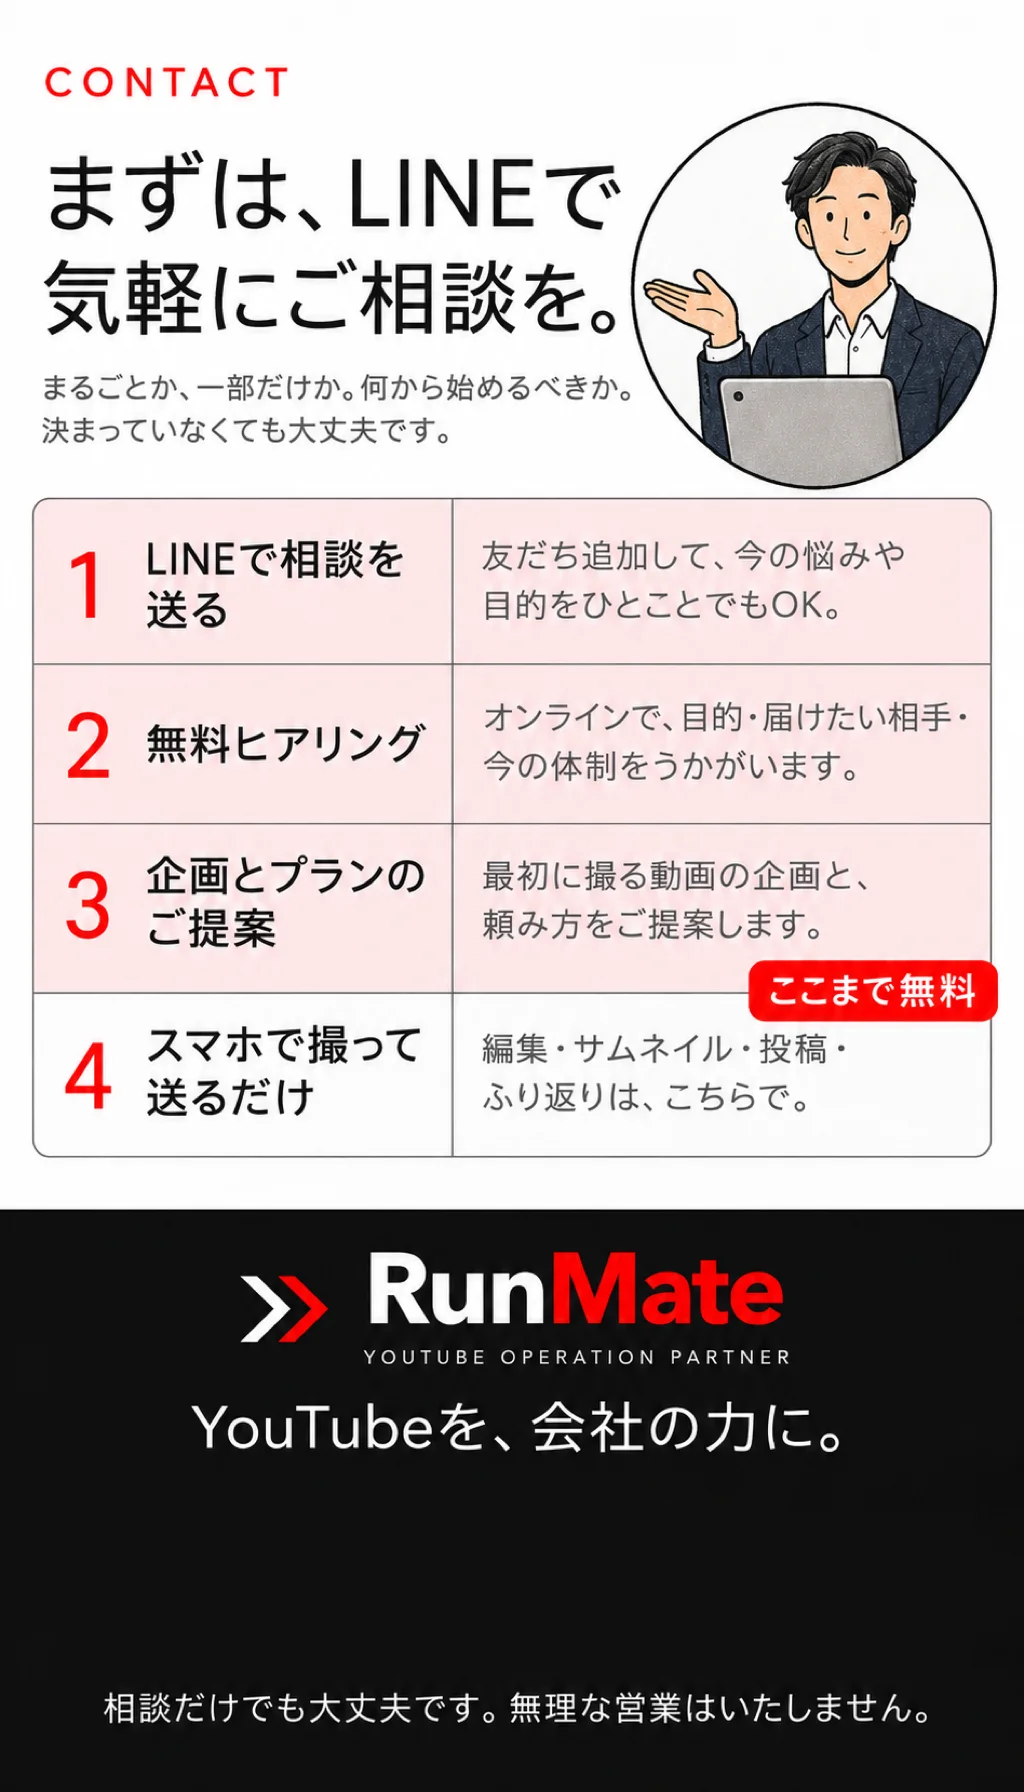 CONTACT
まずは、LINEで
気軽にご相談を。
まるごとか、一部だけか。何から始めるべきか。
決まっていなくても大丈夫です。
1
LINEで相談を
送る
友だち追加して、今の悩みや
目的をひとことでもOK。
2
無料ヒアリング
オンラインで、目的・届けたい相手・
今の体制をうかがいます。
3
企画とプランの
ご提案
最初に撮る動画の企画と、
頼み方をご提案します。
ここまで無料
4
スマホで撮って
送るだけ
編集・サムネイル・投稿・
ふり返りは、こちらで。
RunMate
YOUTUBE OPERATION PARTNER
YouTubeを、会社の力に。
相談だけでも大丈夫です。無理な営業はいたしません。